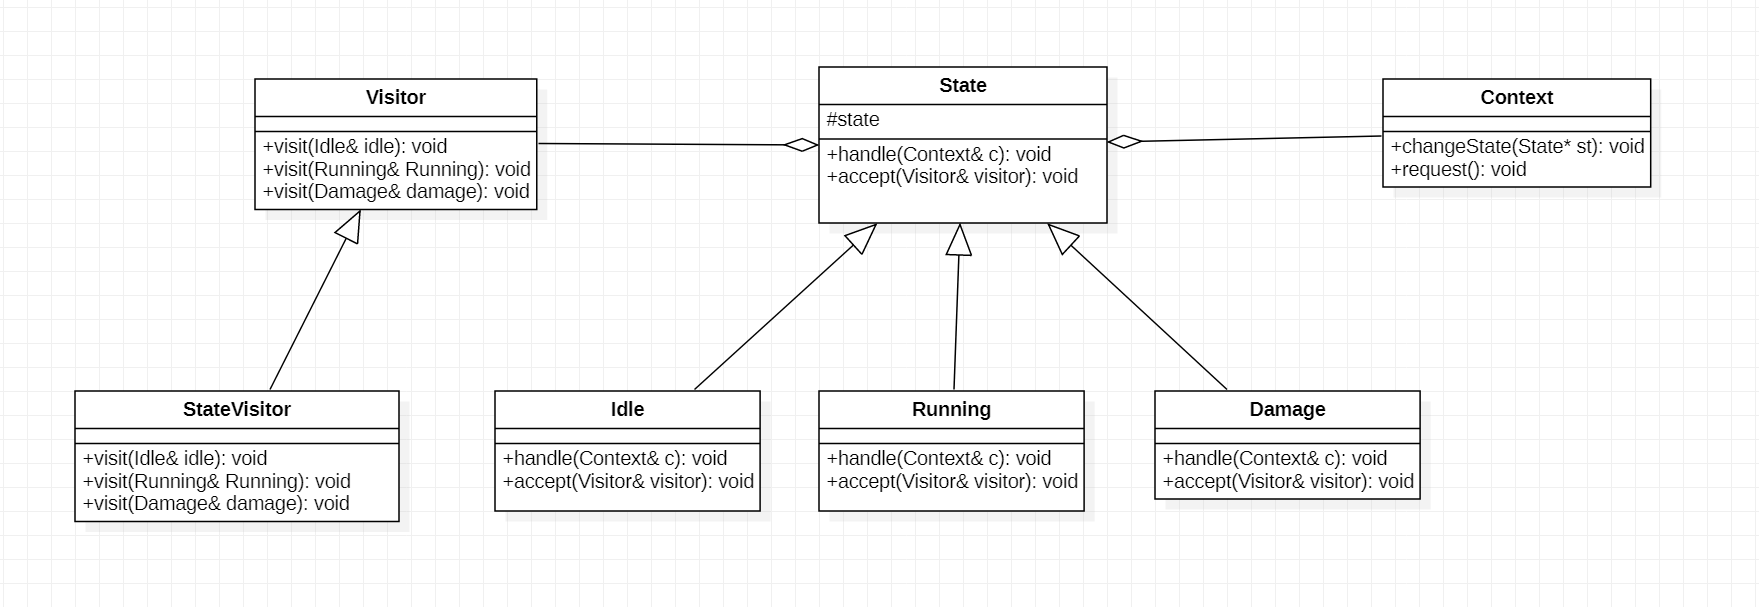 Visitor
+visit(Idle& idle): void
+visit(Running& Running): void
+visit(Damage& damage): void
State
#state
+handle(Context& c): void
+accept(Visitor& visitor): void
Context
+changeState(State* st): void
+request(): void
StateVisitor
+visit(Idle& idle): void
+visit(Running& Running): void
+visit(Damage& damage): void
Idle
+handle(Context& c): void
+accept(Visitor& visitor): void
Running
+handle(Context& c): void
+accept(Visitor& visitor): void
Damage
+handle(Context& c): void
+accept(Visitor& visitor): void